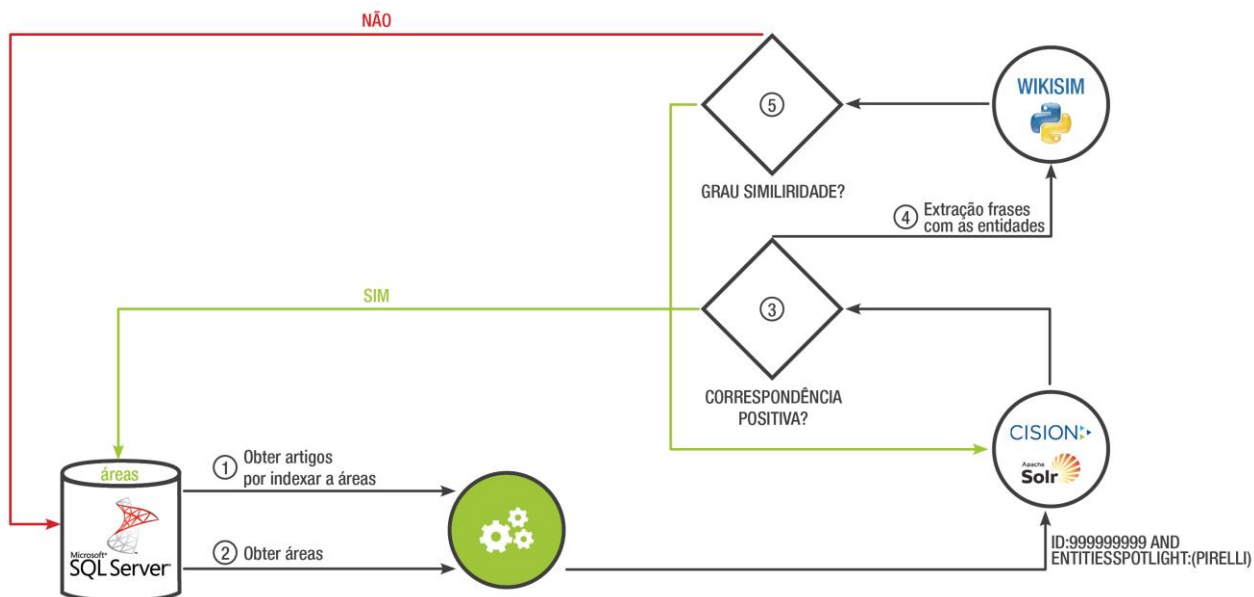 NÃO
WIKISIM
5
GRAU SIMILIRIDADE?
4 Extração frases
com as entidades
SIM
3
CORRESPONDÊNCIA
POSITIVA?
CISION
Apache
Solr
áreas
1 Obter artigos
por indexar a áreas
Microsoft®
SQL Server®
2 Obter áreas
ID:999999999 AND
ENTITIESSPOTLIGHT:(PIRELLI)